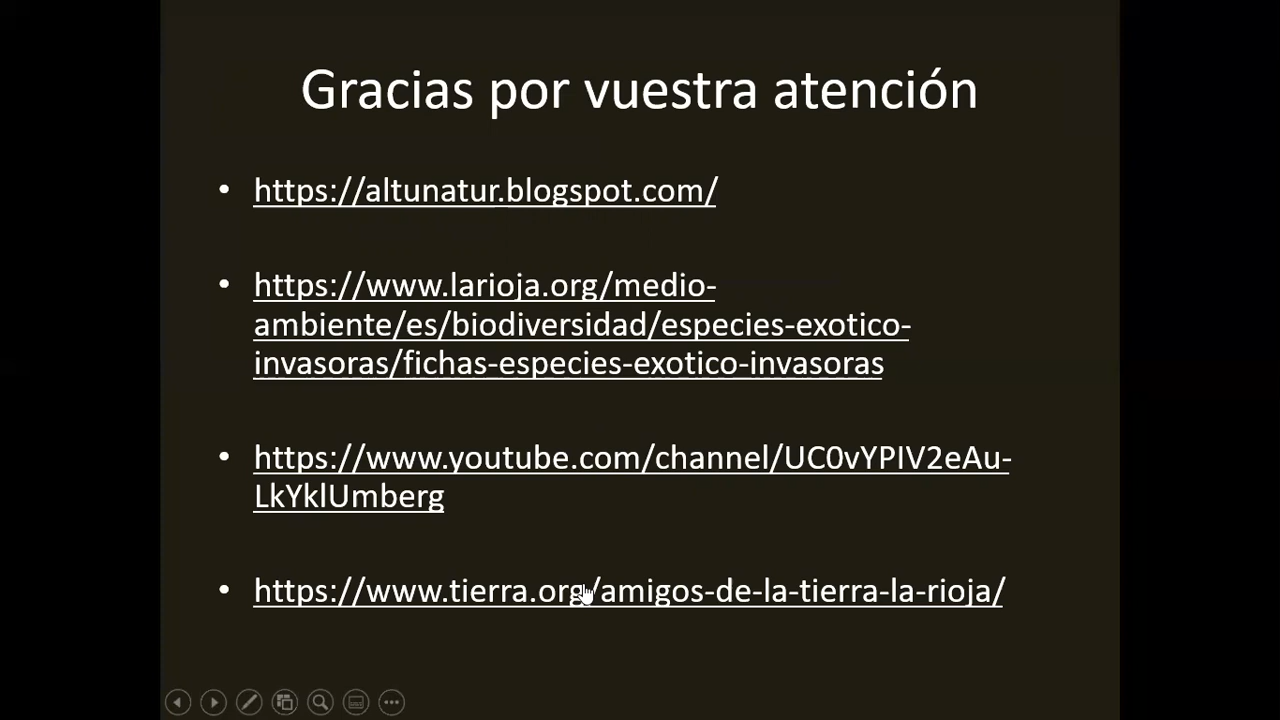 Gracias por vuestra atención
• https://altunatur.blogspot.com/
• https://www.larioja.org/medio-
ambiente/es/biodiversidad/especies-exotico-
invasoras/fichas-especies-exotico-invasoras
• https://www.youtube.com/channel/UC0vYPIV2eAu-
LkYklUmberg
• https://www.tierra.org/amigos-de-la-tierra-la-rioja/